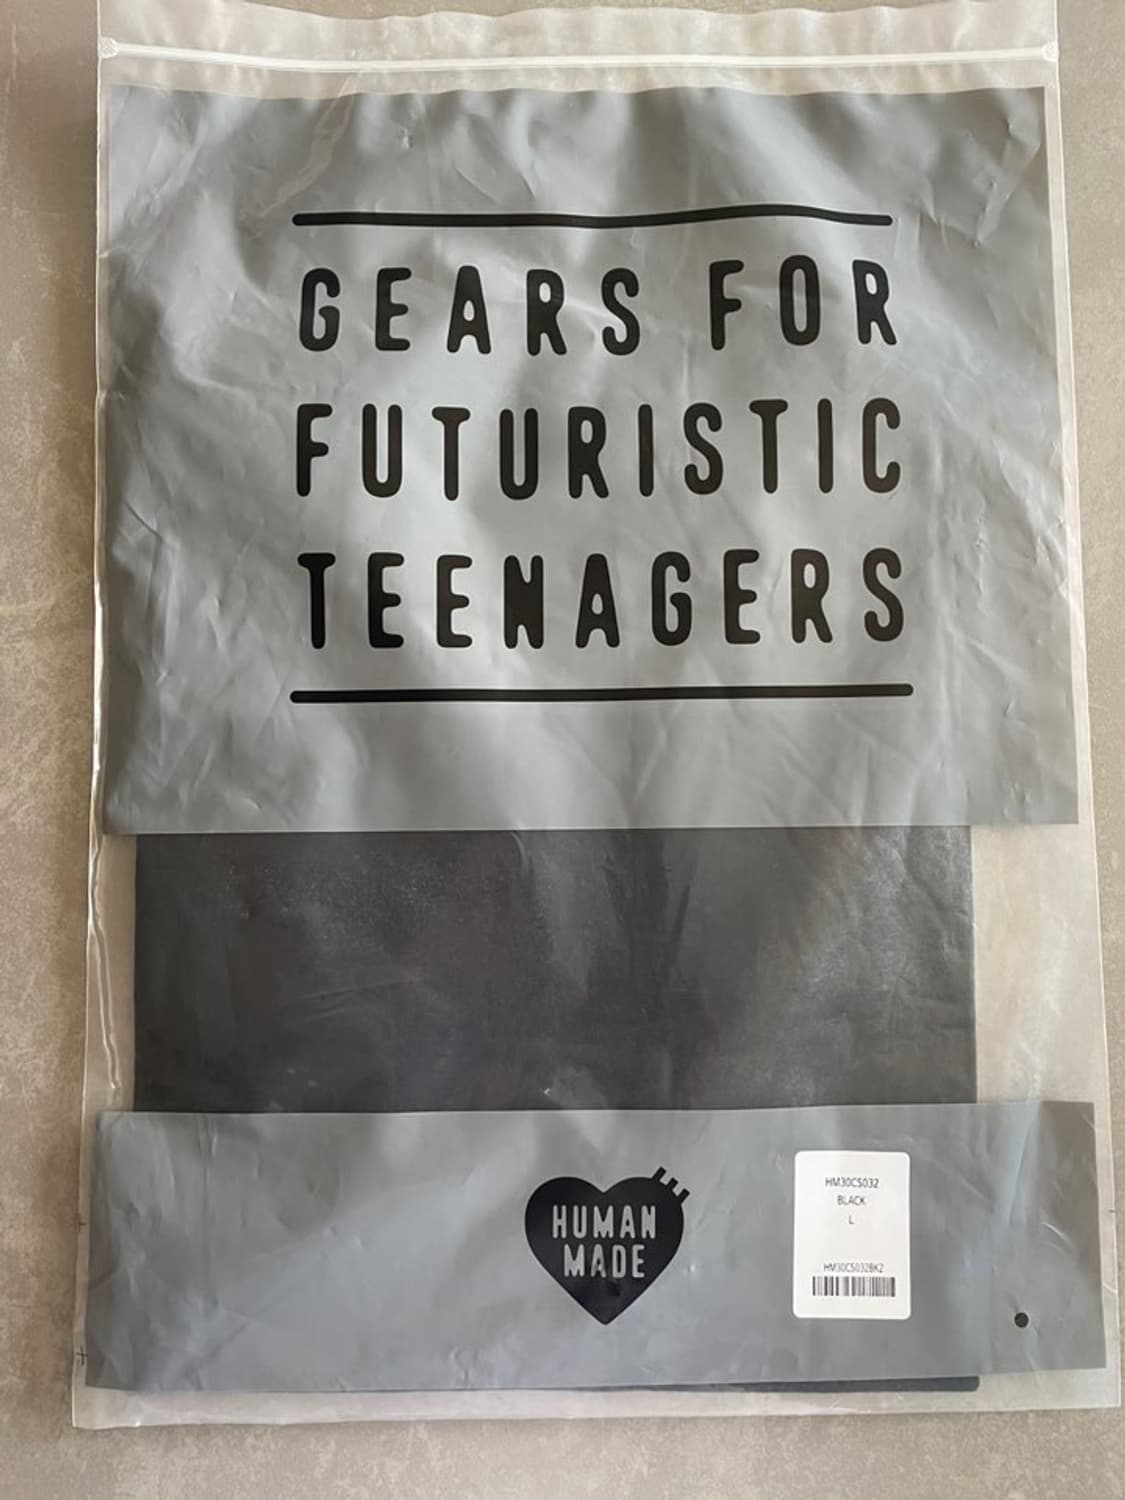 GEARS FOR
FUTURISTIC
TEENAGERS
HUMAN
MADE
HM30CS032
BLACK
L
HM30CS032BK2